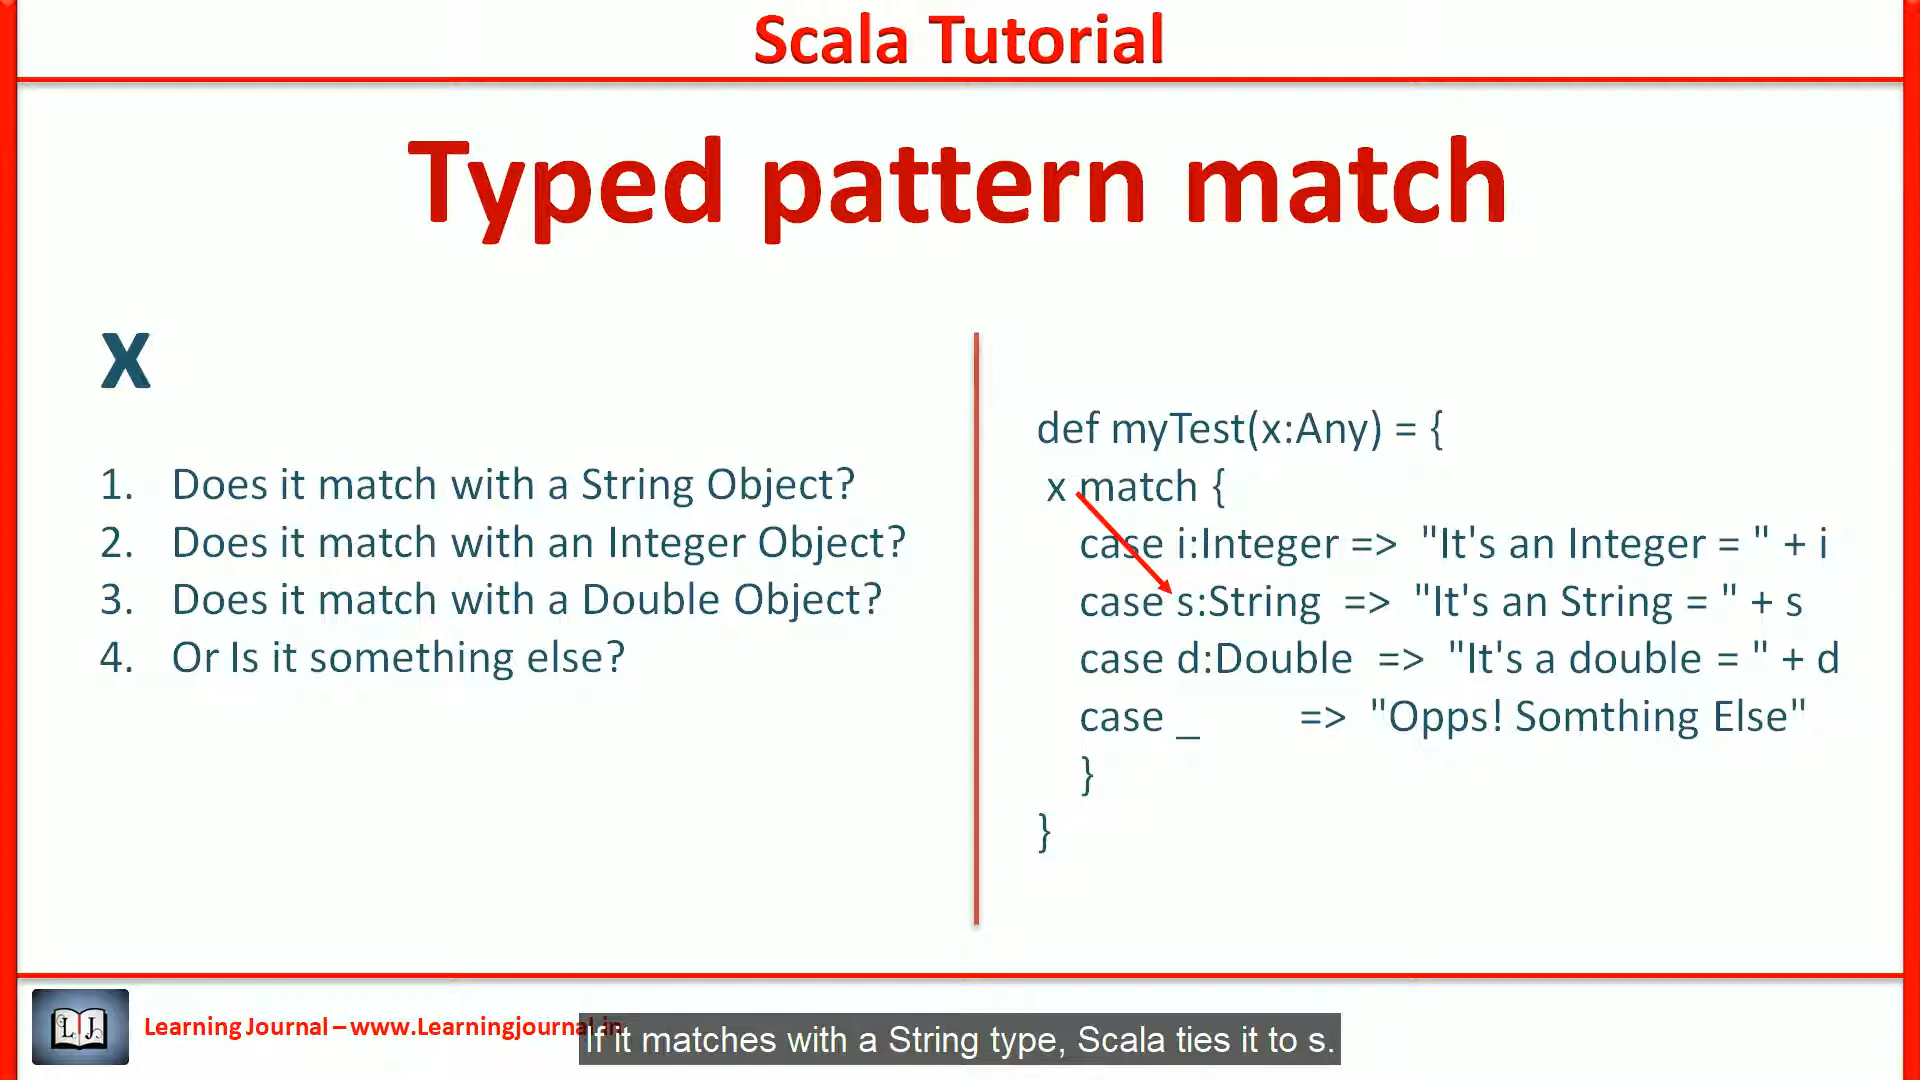 Scala Tutorial
Typed pattern match
X
1. Does it match with a String Object?
2. Does it match with an Integer Object?
3. Does it match with a Double Object?
4. Or Is it something else?
def myTest(x:Any) = {
x match {
case i:Integer => "It's an Integer = " + i
case s:String => "It's an String = " + s
case d:Double => "It's a double = " + d
case _ => "Opps! Somthing Else"
}
}
LJ
Learning Journal – www.Learningjournal.in
If it matches with a String type, Scala ties it to s.